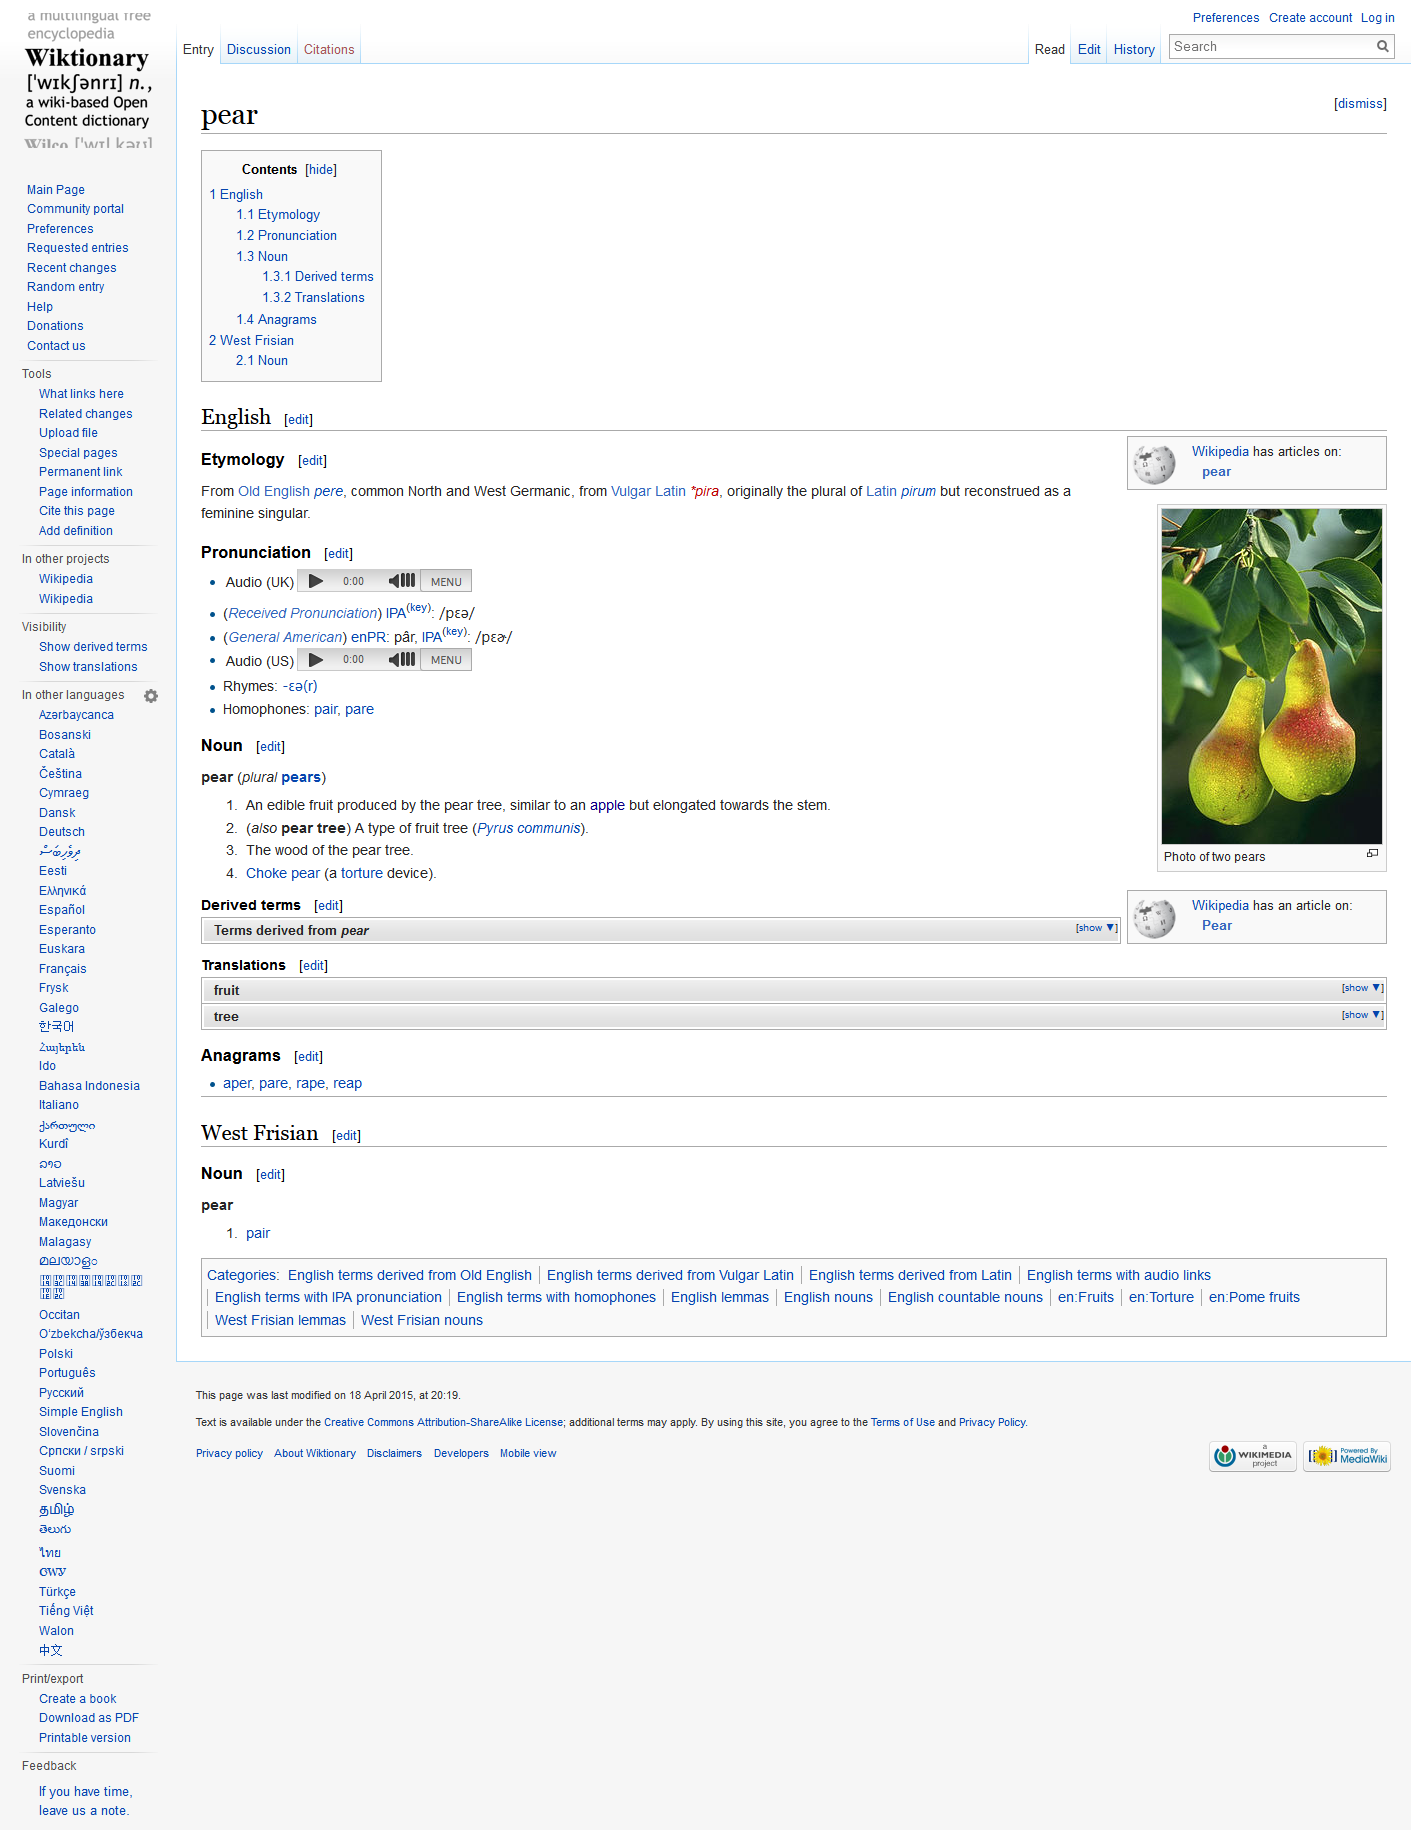 a multilingual free
encyclopedia
Wiktionary
['wɪkʃənrɪ] n.,
a wiki-based Open
Content dictionary
Wilco ['wɪl kəʊ]
Preferences Create account Log in
Entry Discussion Citations
Read Edit History Search
pear
[dismiss]
Contents [hide]
1 English
1.1 Etymology
1.2 Pronunciation
1.3 Noun
1.3.1 Derived terms
1.3.2 Translations
1.4 Anagrams
2 West Frisian
2.1 Noun
Main Page
Community portal
Preferences
Requested entries
Recent changes
Random entry
Help
Donations
Contact us
Tools
What links here
Related changes
Upload file
Special pages
Permanent link
Page information
Cite this page
Add definition
In other projects
Wikipedia
Wikipedia
Visibility
Show derived terms
Show translations
In other languages
Azərbaycanca
Bosanski
Català
Čeština
Cymraeg
Dansk
Deutsch
ދިވެހިބަސް
Eesti
Ελληνικά
Español
Esperanto
Euskara
Français
Frysk
Galego
한국어
Հայերեն
Ido
Bahasa Indonesia
Italiano
ქართული
Kurdî
ລາວ
Latviešu
Magyar
Македонски
Malagasy
മലയാളം
Occitan
Oʻzbekcha/ўзбекча
Polski
Português
Русский
Simple English
Slovenčina
Српски / srpski
Suomi
Svenska
தமிழ்
తెలుగు
ไทย
ᏣᎳᎩ
Türkçe
Tiếng Việt
Walon
中文
Print/export
Create a book
Download as PDF
Printable version
Feedback
If you have time,
leave us a note.
English [edit]
Etymology [edit]
From Old English pere, common North and West Germanic, from Vulgar Latin *pira, originally the plural of Latin pirum but reconstrued as a
feminine singular.
Wikipedia has articles on:
pear
Pronunciation [edit]
Audio (UK) 0:00 MENU
(Received Pronunciation) IPA(key): /pɛə/
(General American) enPR: pâr, IPA(key): /pɛɚ/
Audio (US) 0:00 MENU
Rhymes: -ɛə(r)
Homophones: pair, pare
Noun [edit]
pear (plural pears)
1. An edible fruit produced by the pear tree, similar to an apple but elongated towards the stem.
2. (also pear tree) A type of fruit tree (Pyrus communis).
3. The wood of the pear tree.
4. Choke pear (a torture device).
Photo of two pears
Derived terms [edit]
Terms derived from pear [show ▼]
Wikipedia has an article on:
Pear
Translations [edit]
fruit [show ▼]
tree [show ▼]
Anagrams [edit]
aper, pare, rape, reap
West Frisian [edit]
Noun [edit]
pear
1. pair
Categories: English terms derived from Old English | English terms derived from Vulgar Latin | English terms derived from Latin | English terms with audio links
| English terms with IPA pronunciation | English terms with homophones | English lemmas | English nouns | English countable nouns | en:Fruits | en:Torture | en:Pome fruits
| West Frisian lemmas | West Frisian nouns
This page was last modified on 18 April 2015, at 20:19.
Text is available under the Creative Commons Attribution-ShareAlike License; additional terms may apply. By using this site, you agree to the Terms of Use and Privacy Policy.
Privacy policy About Wiktionary Disclaimers Developers Mobile view
a
WIKIMEDIA
project
Powered By
MediaWiki